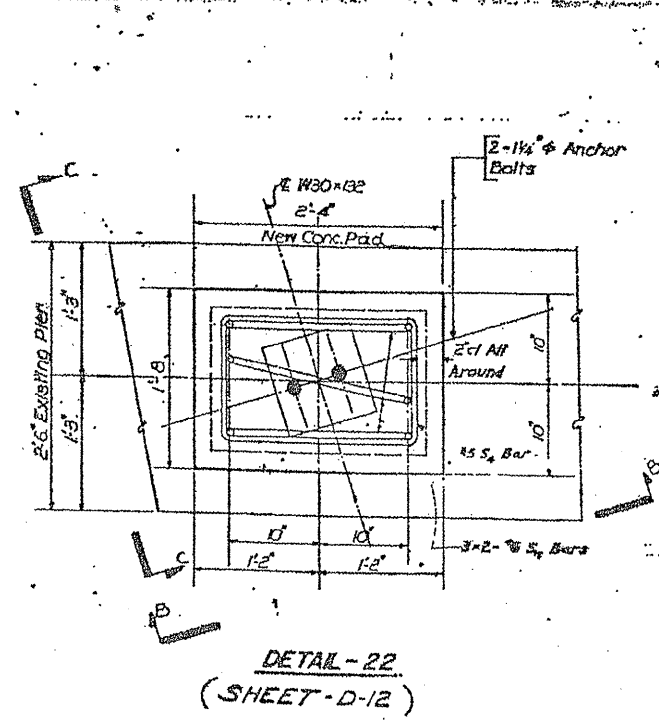 2-1¼" ϕ Anchor
Bolts
C
℄ W30×132
2'-4"
New Conc. Pad
2'-6" Existing Pier
1'-3"
1'-3"
1'-8
10"
10"
2" cl All
Around
#5 S4 Bar
B
10"
10"
1'-2"
1'-2"
3×2- #5 S4 Bars
C
B
DETAIL-22
(SHEET-D-12)